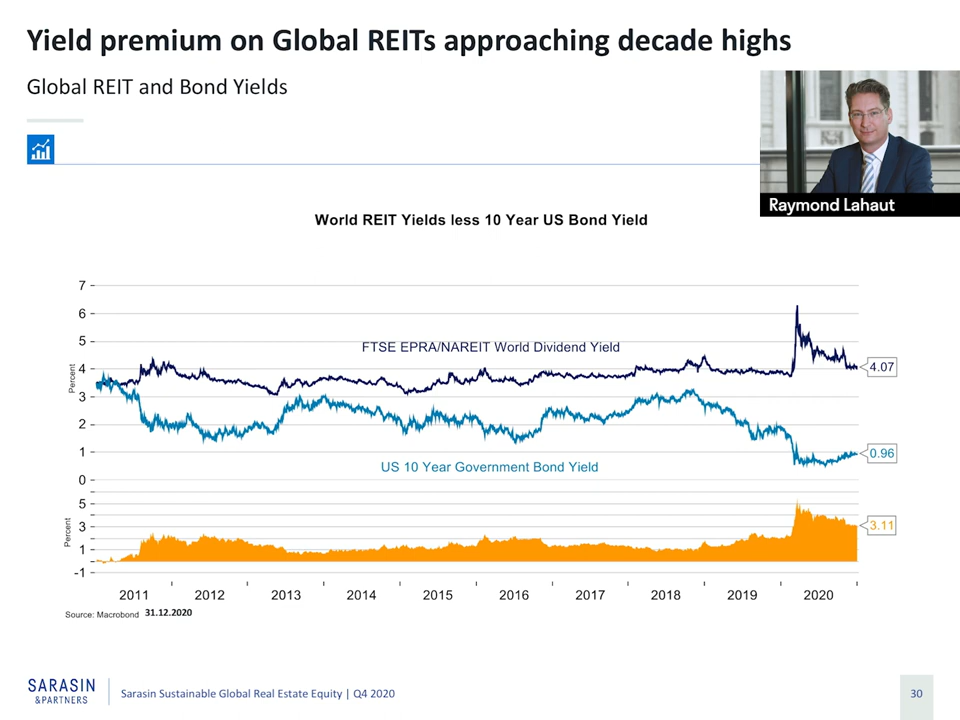 Yield premium on Global REITs approaching decade highs
Global REIT and Bond Yields
Raymond Lahaut
World REIT Yields less 10 Year US Bond Yield
7
6
5
4
3
2
1
0
Percent
FTSE EPRA/NAREIT World Dividend Yield
4.07
US 10 Year Government Bond Yield
0.96
5
3
1
-1
Percent
3.11
2011 2012 2013 2014 2015 2016 2017 2018 2019 2020
Source: Macrobond 31.12.2020
SARASIN
&PARTNERS
Sarasin Sustainable Global Real Estate Equity | Q4 2020
30